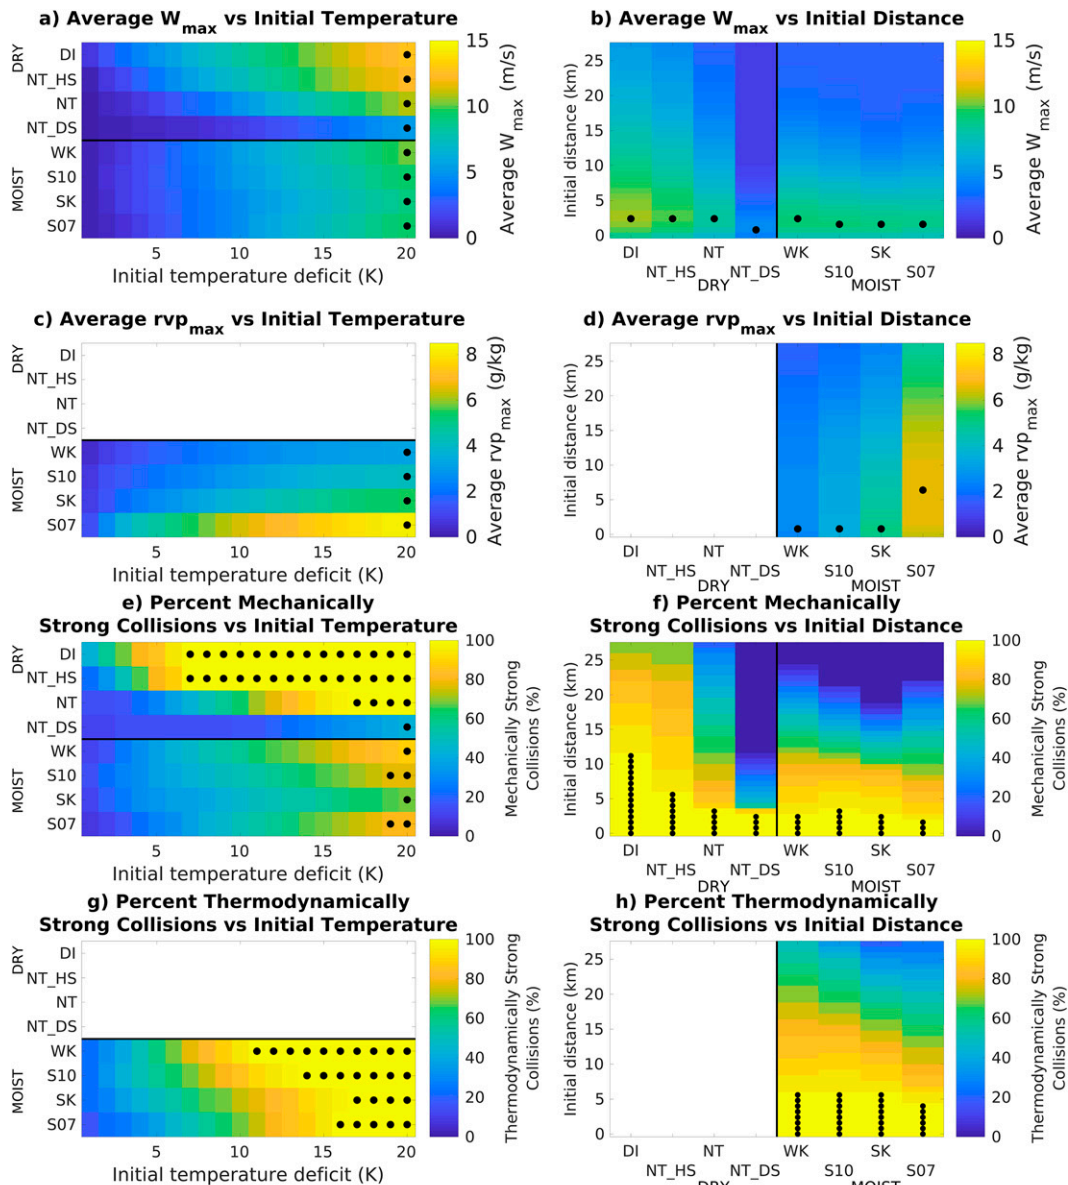 a) Average Wmax vs Initial Temperature
DRY
DI
NT_HS
NT
NT_DS
MOIST
WK
S10
SK
S07
5 10 15 20
Initial temperature deficit (K)
15
10
5
0
Average Wmax (m/s)
b) Average Wmax vs Initial Distance
Initial distance (km)
25
20
15
10
5
0
DI NT WK SK
NT_HS NT_DS S10 S07
DRY MOIST
15
10
5
0
Average Wmax (m/s)
c) Average rvpmax vs Initial Temperature
DRY
DI
NT_HS
NT
NT_DS
MOIST
WK
S10
SK
S07
5 10 15 20
Initial temperature deficit (K)
8
6
4
2
0
Average rvpmax (g/kg)
d) Average rvpmax vs Initial Distance
Initial distance (km)
25
20
15
10
5
0
DI NT WK SK
NT_HS NT_DS S10 S07
DRY MOIST
8
6
4
2
0
Average rvpmax (g/kg)
e) Percent Mechanically
Strong Collisions vs Initial Temperature
DRY
DI
NT_HS
NT
NT_DS
MOIST
WK
S10
SK
S07
5 10 15 20
Initial temperature deficit (K)
100
80
60
40
20
0
Mechanically Strong
Collisions (%)
f) Percent Mechanically
Strong Collisions vs Initial Distance
Initial distance (km)
25
20
15
10
5
0
DI NT WK SK
NT_HS NT_DS S10 S07
DRY MOIST
100
80
60
40
20
0
Mechanically Strong
Collisions (%)
g) Percent Thermodynamically
Strong Collisions vs Initial Temperature
DRY
DI
NT_HS
NT
NT_DS
MOIST
WK
S10
SK
S07
5 10 15 20
Initial temperature deficit (K)
100
80
60
40
20
0
Thermodynamically Strong
Collisions (%)
h) Percent Thermodynamically
Strong Collisions vs Initial Distance
Initial distance (km)
25
20
15
10
5
0
DI NT WK SK
NT_HS NT_DS S10 S07
DRY MOIST
100
80
60
40
20
0
Thermodynamically Strong
Collisions (%)